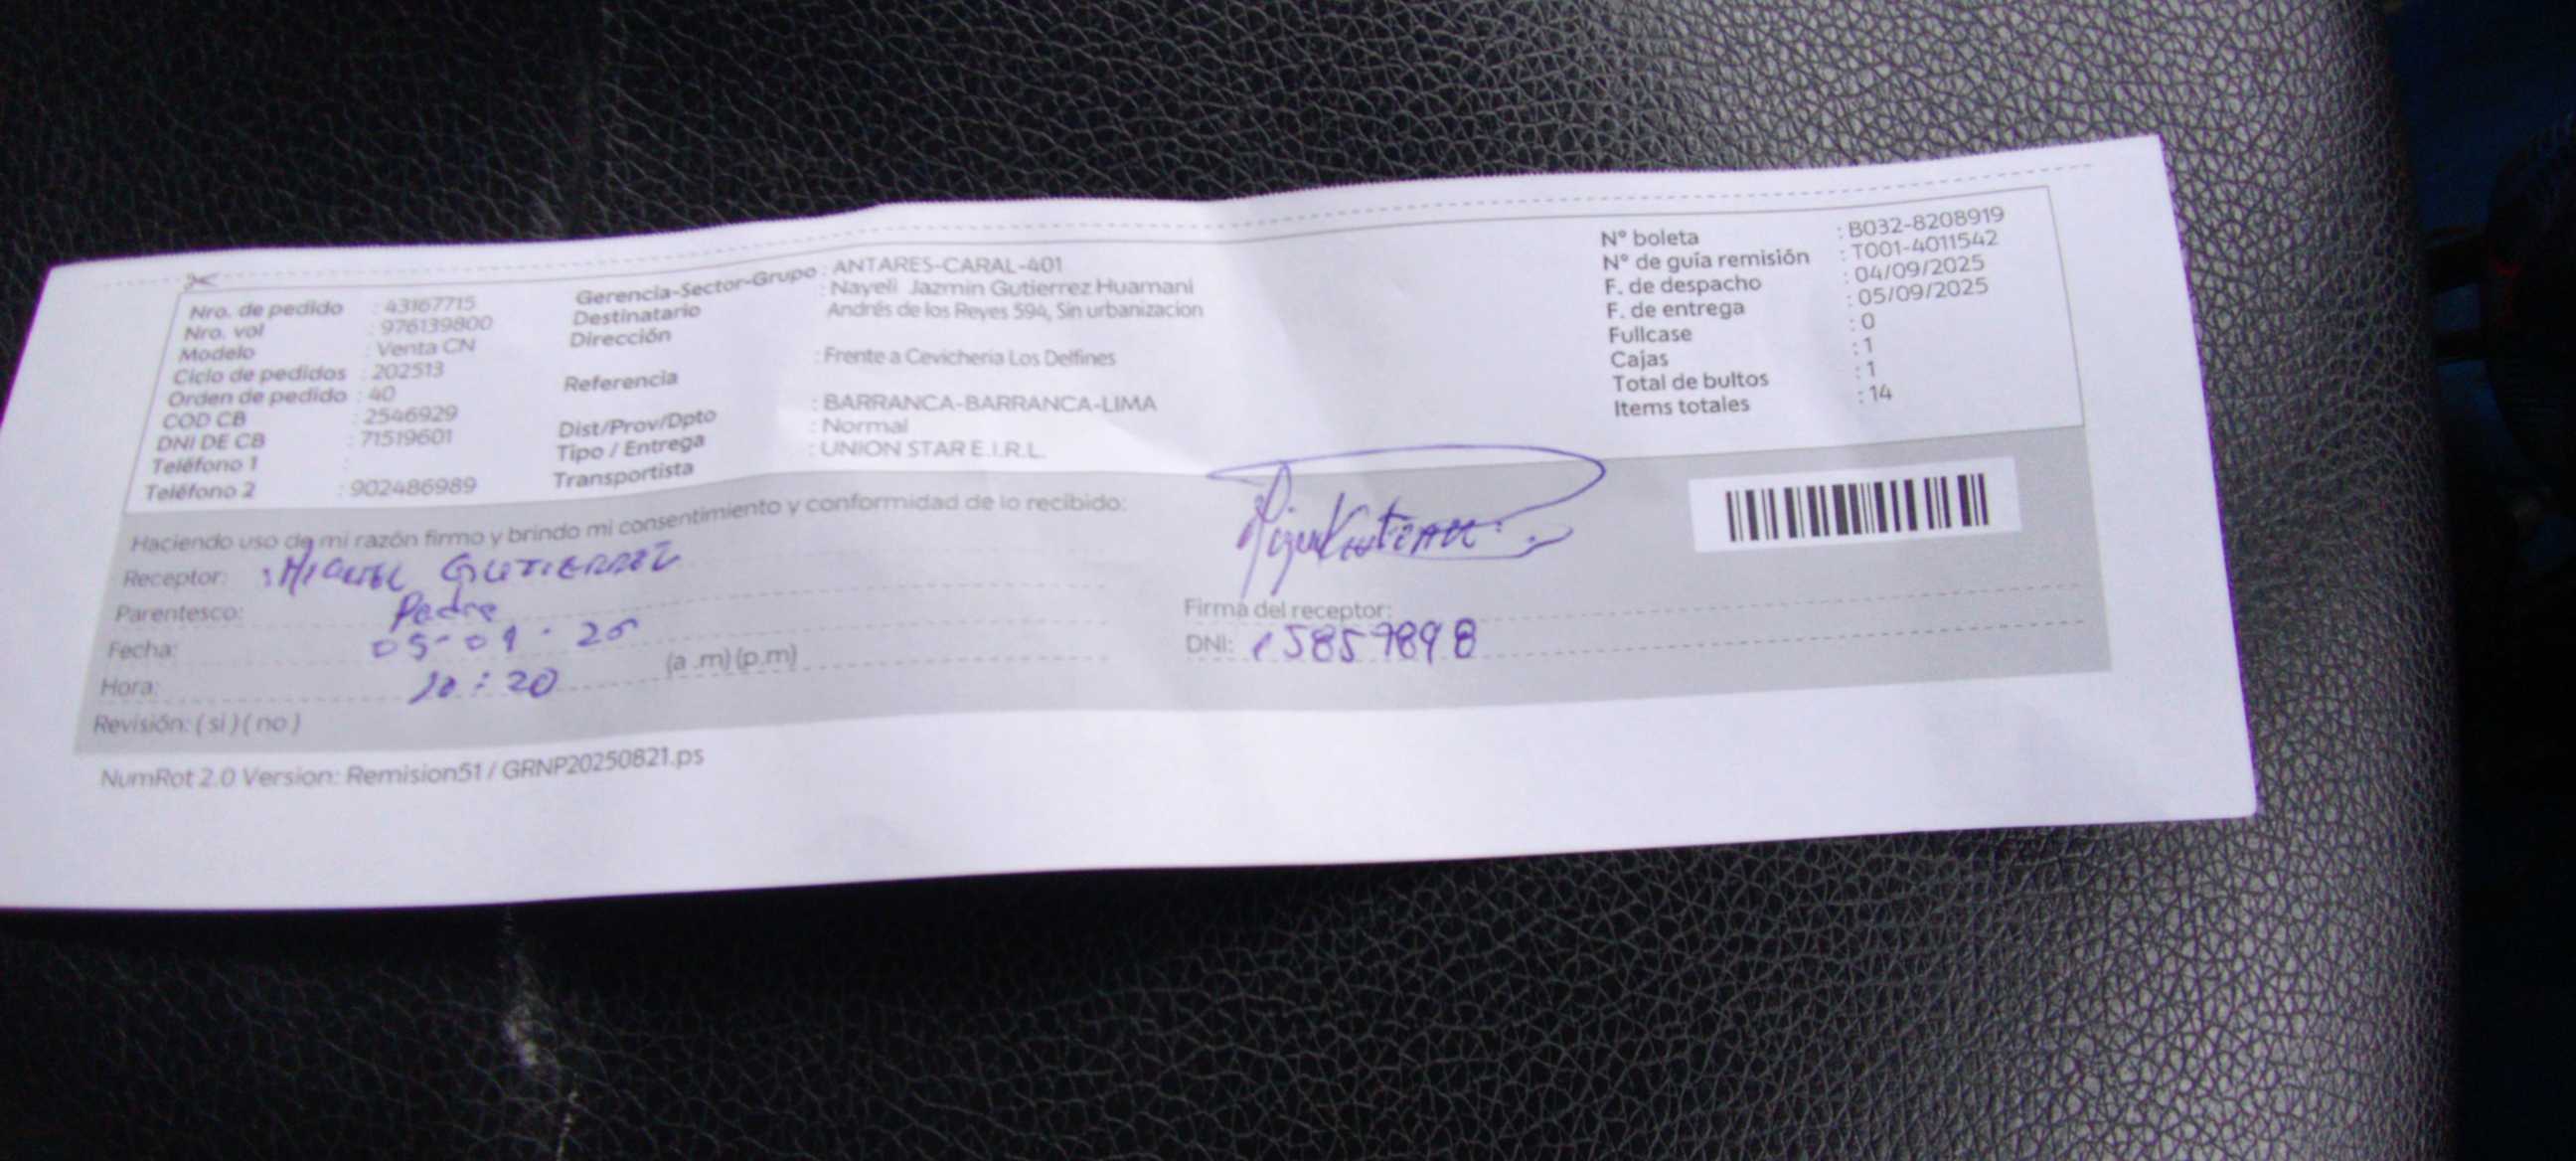 Nro. de pedido : 43167715
Nro. vol : 976139800
Modelo : Venta CN
Ciclo de pedidos : 202513
Orden de pedido : 40
COD CB : 2546929
DNI DE CB : 71519601
Teléfono 1 :
Teléfono 2 : 902486989
Gerencia-Sector-Grupo : ANTARES-CARAL-401
Destinatario : Nayeli Jazmin Gutierrez Huamani
Dirección Andrés de los Reyes 594, Sin urbanizacion
Referencia : Frente a Cevicheria Los Delfines
Dist/Prov/Dpto : BARRANCA-BARRANCA-LIMA
Tipo / Entrega : Normal
Transportista : UNION STAR E.I.R.L.
N° boleta : B032-8208919
N° de guía remisión : T001-4011542
F. de despacho : 04/09/2025
F. de entrega : 05/09/2025
Fullcase : 0
Cajas : 1
Total de bultos : 1
Items totales : 14
Haciendo uso de mi razón firmo y brindo mi consentimiento y conformidad de lo recibido:
Receptor: MIGUEL GUTIERREZ
Parentesco: Padre
Fecha: 05-09-25
Hora: 10:20 (a .m) (p.m)
Revisión: ( si ) ( no )
Firma del receptor:
DNI: 15859898
NumRot 2.0 Version: Remision51 / GRNP20250821.ps